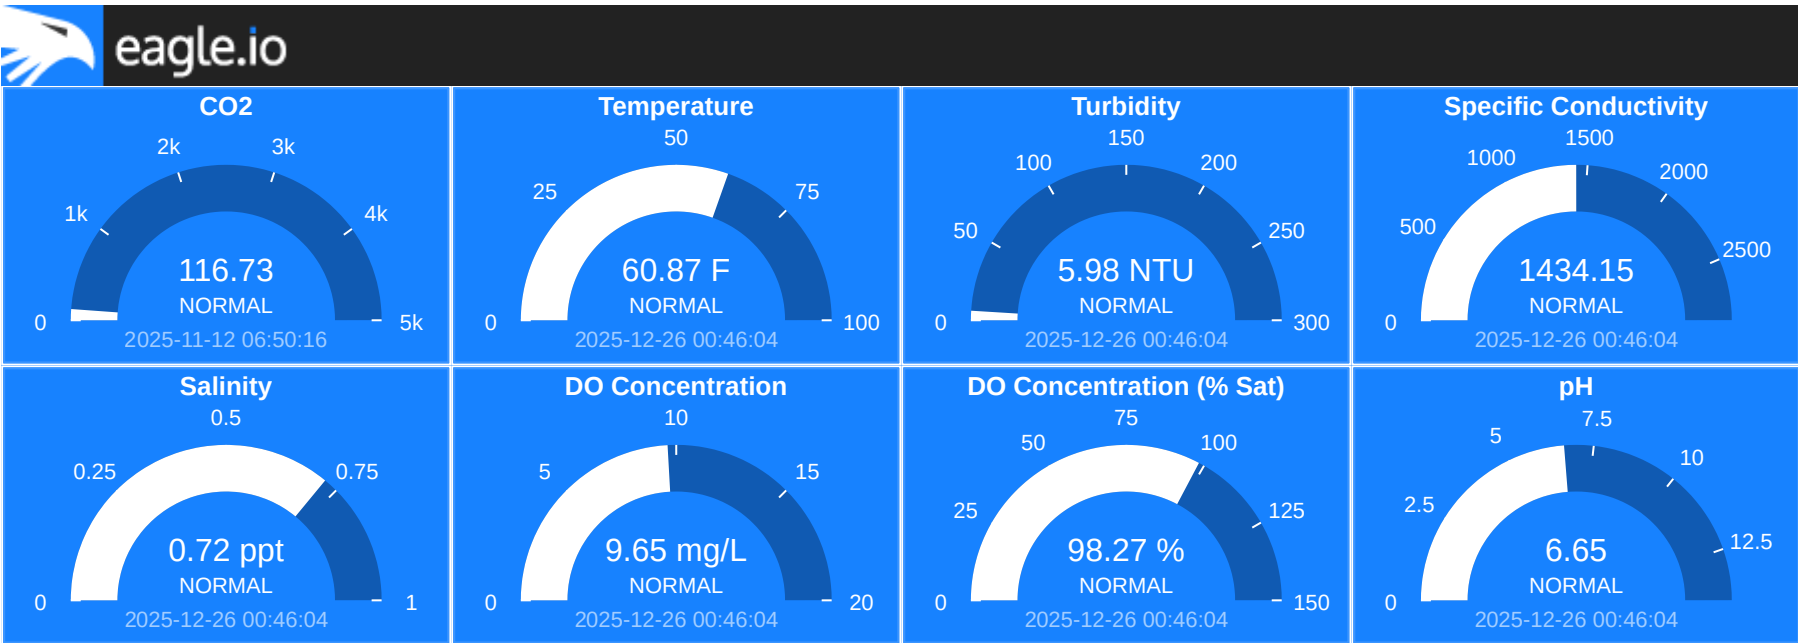 eagle.io
CO2
0
1k
2k
3k
4k
5k
116.73
NORMAL
2025-11-12 06:50:16
Temperature
0
25
50
75
100
60.87 F
NORMAL
2025-12-26 00:46:04
Turbidity
0
50
100
150
200
250
300
5.98 NTU
NORMAL
2025-12-26 00:46:04
Specific Conductivity
0
500
1000
1500
2000
2500
1434.15
NORMAL
2025-12-26 00:46:04
Salinity
0
0.25
0.5
0.75
1
0.72 ppt
NORMAL
2025-12-26 00:46:04
DO Concentration
0
5
10
15
20
9.65 mg/L
NORMAL
2025-12-26 00:46:04
DO Concentration (% Sat)
0
25
50
75
100
125
150
98.27 %
NORMAL
2025-12-26 00:46:04
pH
0
2.5
5
7.5
10
12.5
6.65
NORMAL
2025-12-26 00:46:04